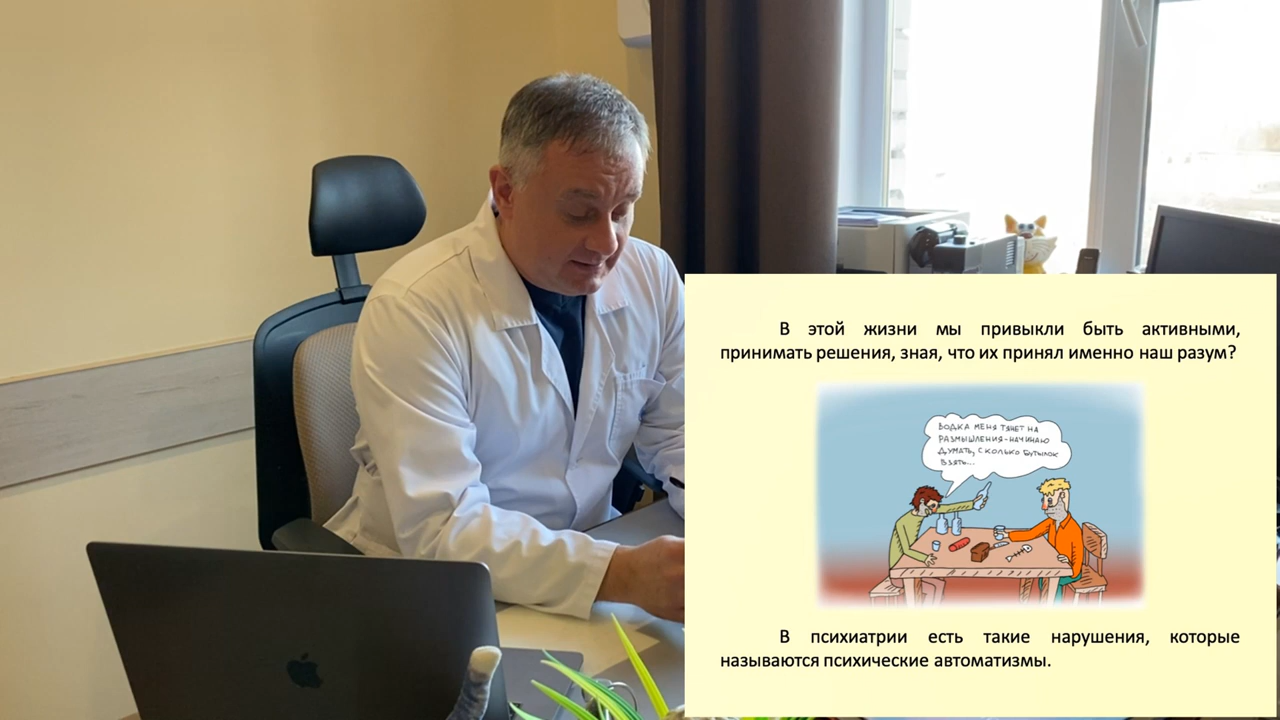 В этой жизни мы привыкли быть активными,
принимать решения, зная, что их принял именно наш разум?
ВОДКА МЕНЯ ТЯНЕТ НА
РАЗМЫШЛЕНИЯ-НАЧИНАЮ
ДУМАТЬ, СКОЛЬКО БУТЫЛОК
ВЗЯТЬ...
В психиатрии есть такие нарушения, которые
называются психические автоматизмы.